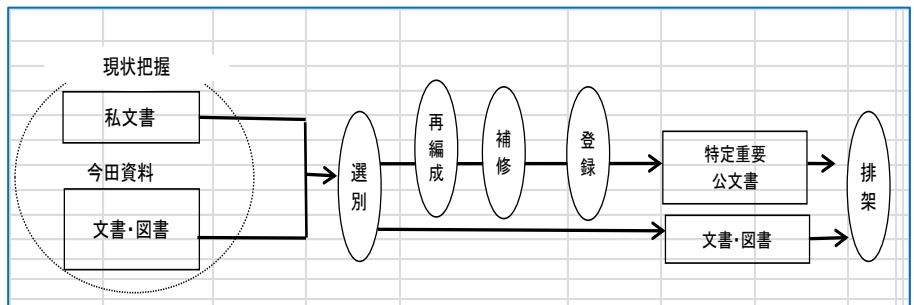 現状把握
私文書
今田資料
文書・図書
選別
再編成
補修
登録
特定重要
公文書
文書・図書
排架